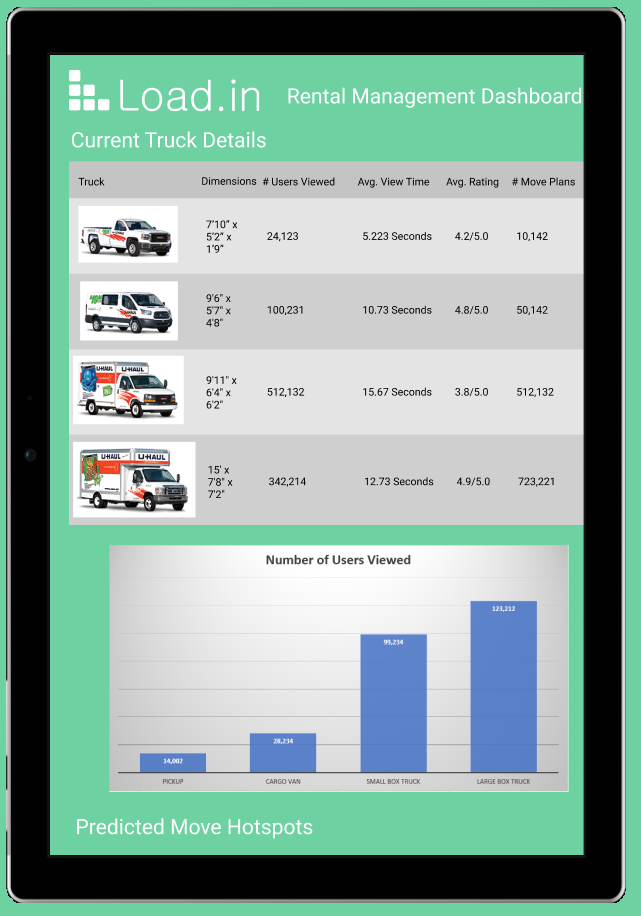 Load.in
Rental Management Dashboard
Current Truck Details
Truck Dimensions # Users Viewed Avg. View Time Avg. Rating # Move Plans
7’10” x
5’2” x
1’9”
24,123 5.223 Seconds 4.2/5.0 10,142
9'6" x
5'7" x
4'8"
100,231 10.73 Seconds 4.8/5.0 50,142
U-HAUL U-HAUL
9'11" x
6'4" x
6'2"
512,132 15.67 Seconds 3.8/5.0 512,132
U-HAUL U-HAUL
15' x
7'8" x
7'2"
342,214 12.73 Seconds 4.9/5.0 723,221
Number of Users Viewed
123,212
99,234
28,234
14,002
PICKUP CARGO VAN SMALL BOX TRUCK LARGE BOX TRUCK
Predicted Move Hotspots